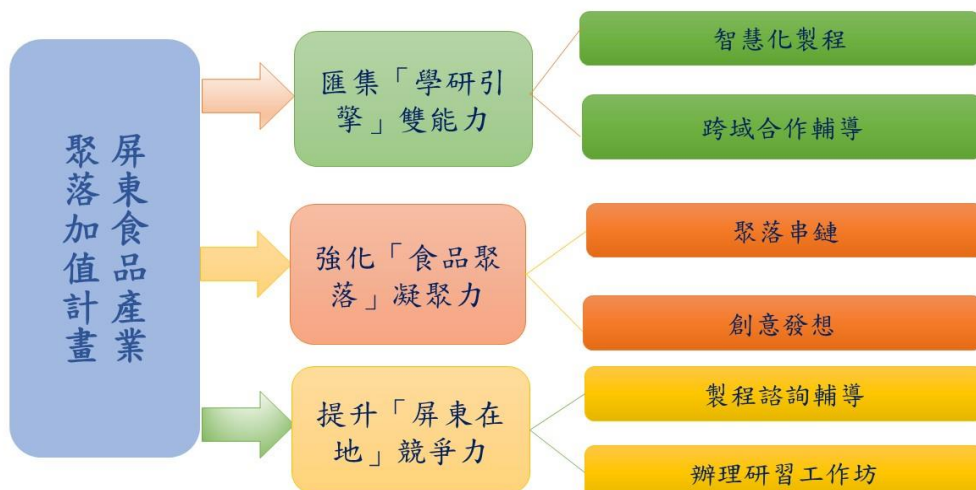 屏東食品產業
聚落加值計畫
匯集「學研引
擎」雙能力
智慧化製程
跨域合作輔導
強化「食品聚
落」凝聚力
聚落串鏈
創意發想
提升「屏東在
地」競爭力
製程諮詢輔導
辦理研習工作坊